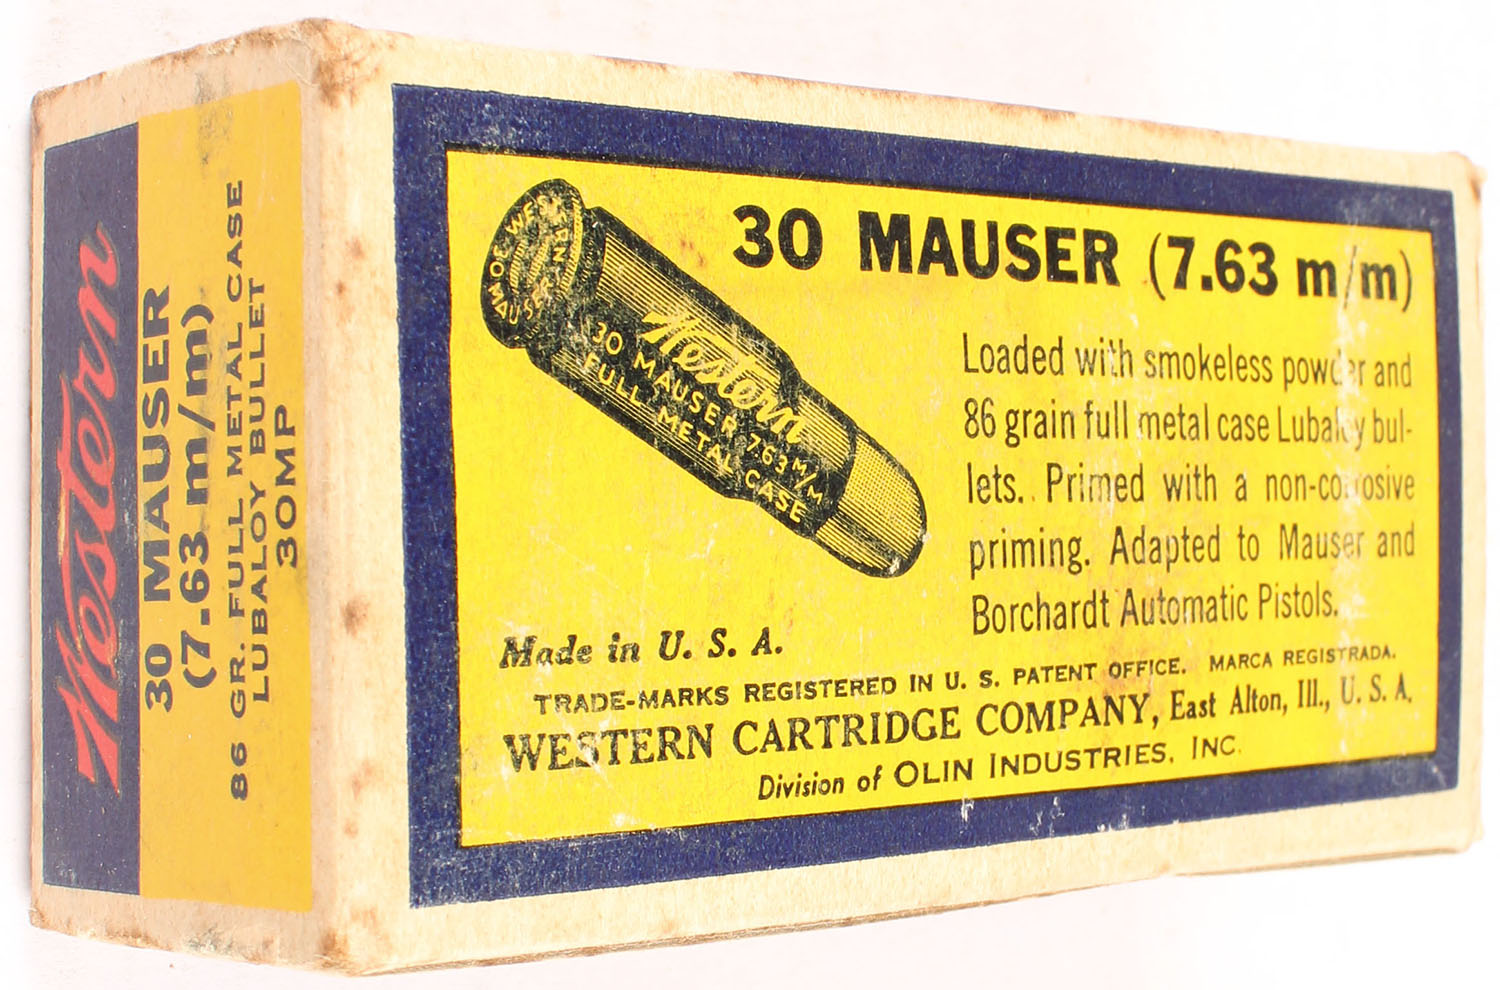 Western
30 MAUSER
(7.63 m/m)
86 GR. FULL METAL CASE
LUBALOY BULLET
30MP
30 MAUSER (7.63 m/m)
Western
30 MAUSER 7.63 M/M
FULL METAL CASE
Loaded with smokeless powder and
86 grain full metal case Lubaloy bul-
lets. Primed with a non-corrosive
priming. Adapted to Mauser and
Borchardt Automatic Pistols.
Made in U. S. A.
TRADE-MARKS REGISTERED IN U. S. PATENT OFFICE. MARCA REGISTRADA.
WESTERN CARTRIDGE COMPANY, East Alton, Ill., U. S. A.
Division of OLIN INDUSTRIES, INC.